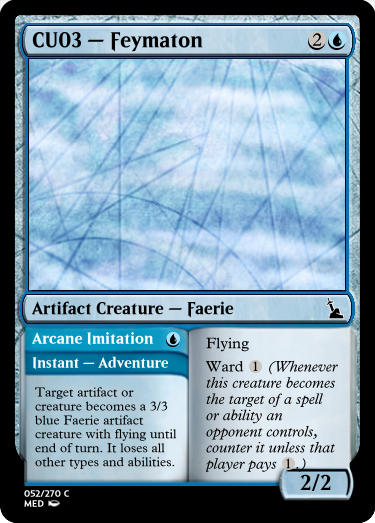 CU03 — Feymaton 2
Artifact Creature — Faerie
Arcane Imitation
Instant — Adventure
Target artifact or
creature becomes a 3/3
blue Faerie artifact
creature with flying until
end of turn. It loses all
other types and abilities.
Flying
Ward 1 (Whenever
this creature becomes
the target of a spell
or ability an
opponent controls,
counter it unless that
player pays 1.)
2/2
052/270 C
MED